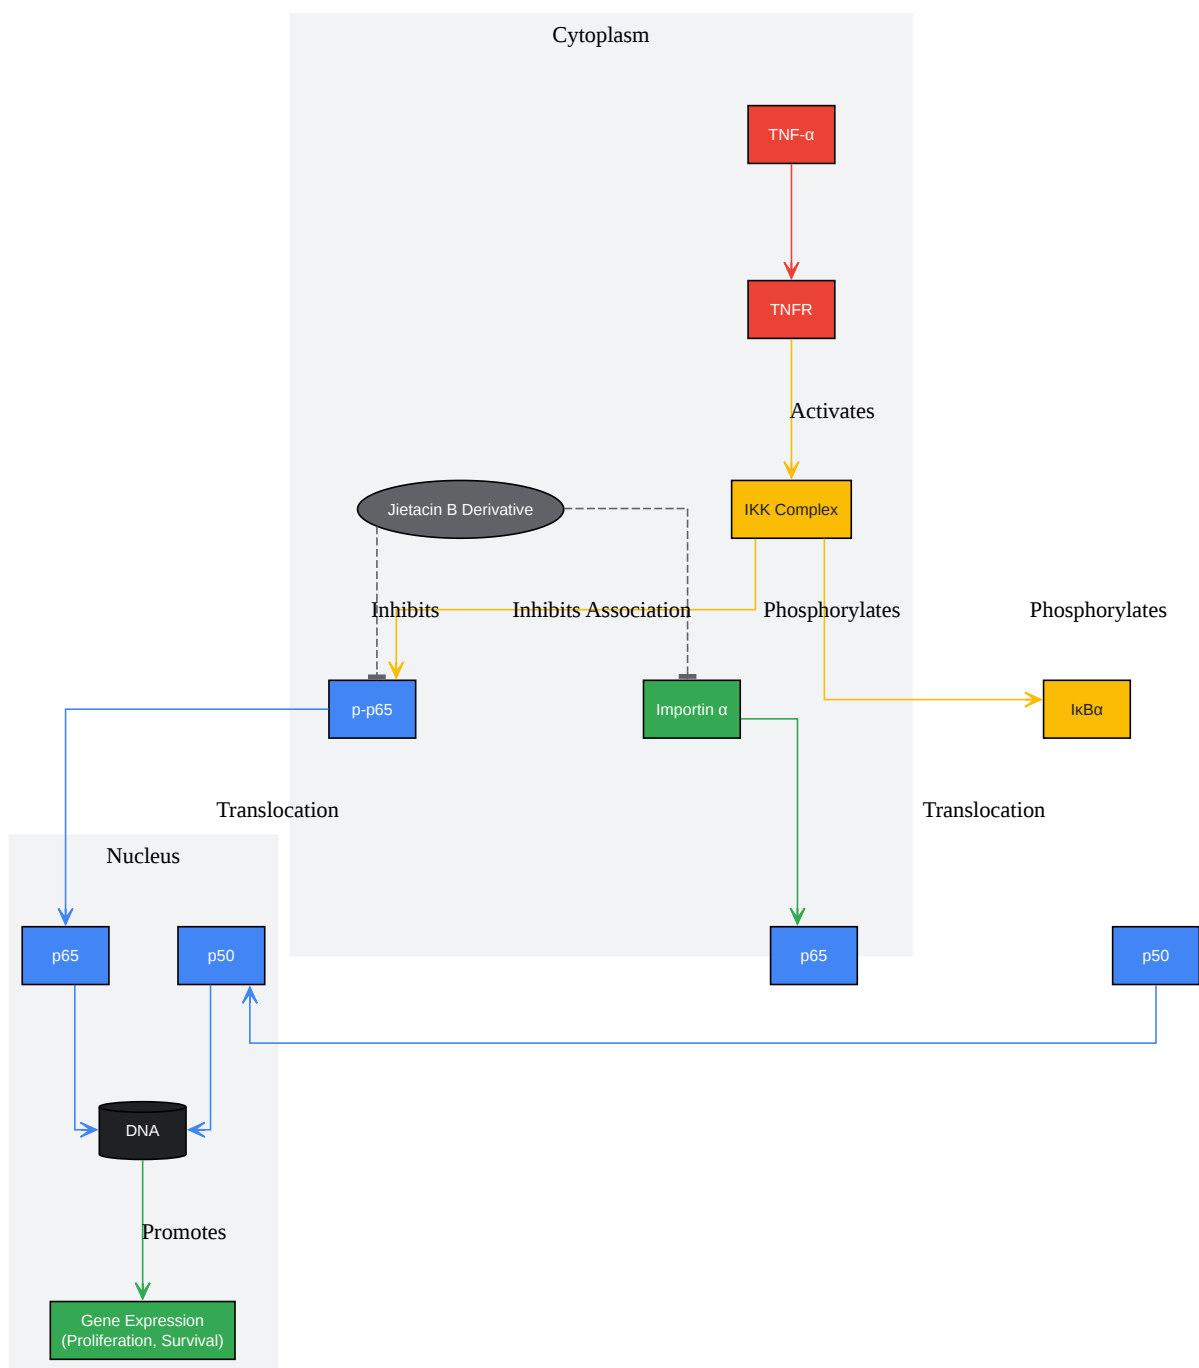 Cytoplasm
TNF-α
TNFR
Activates
Jietacin B Derivative
IKK Complex
Inhibits
Inhibits Association
Phosphorylates
Phosphorylates
p-p65
Importin α
IκBα
Translocation
Translocation
Nucleus
p65
p50
p65
p50
DNA
Promotes
Gene Expression
(Proliferation, Survival)